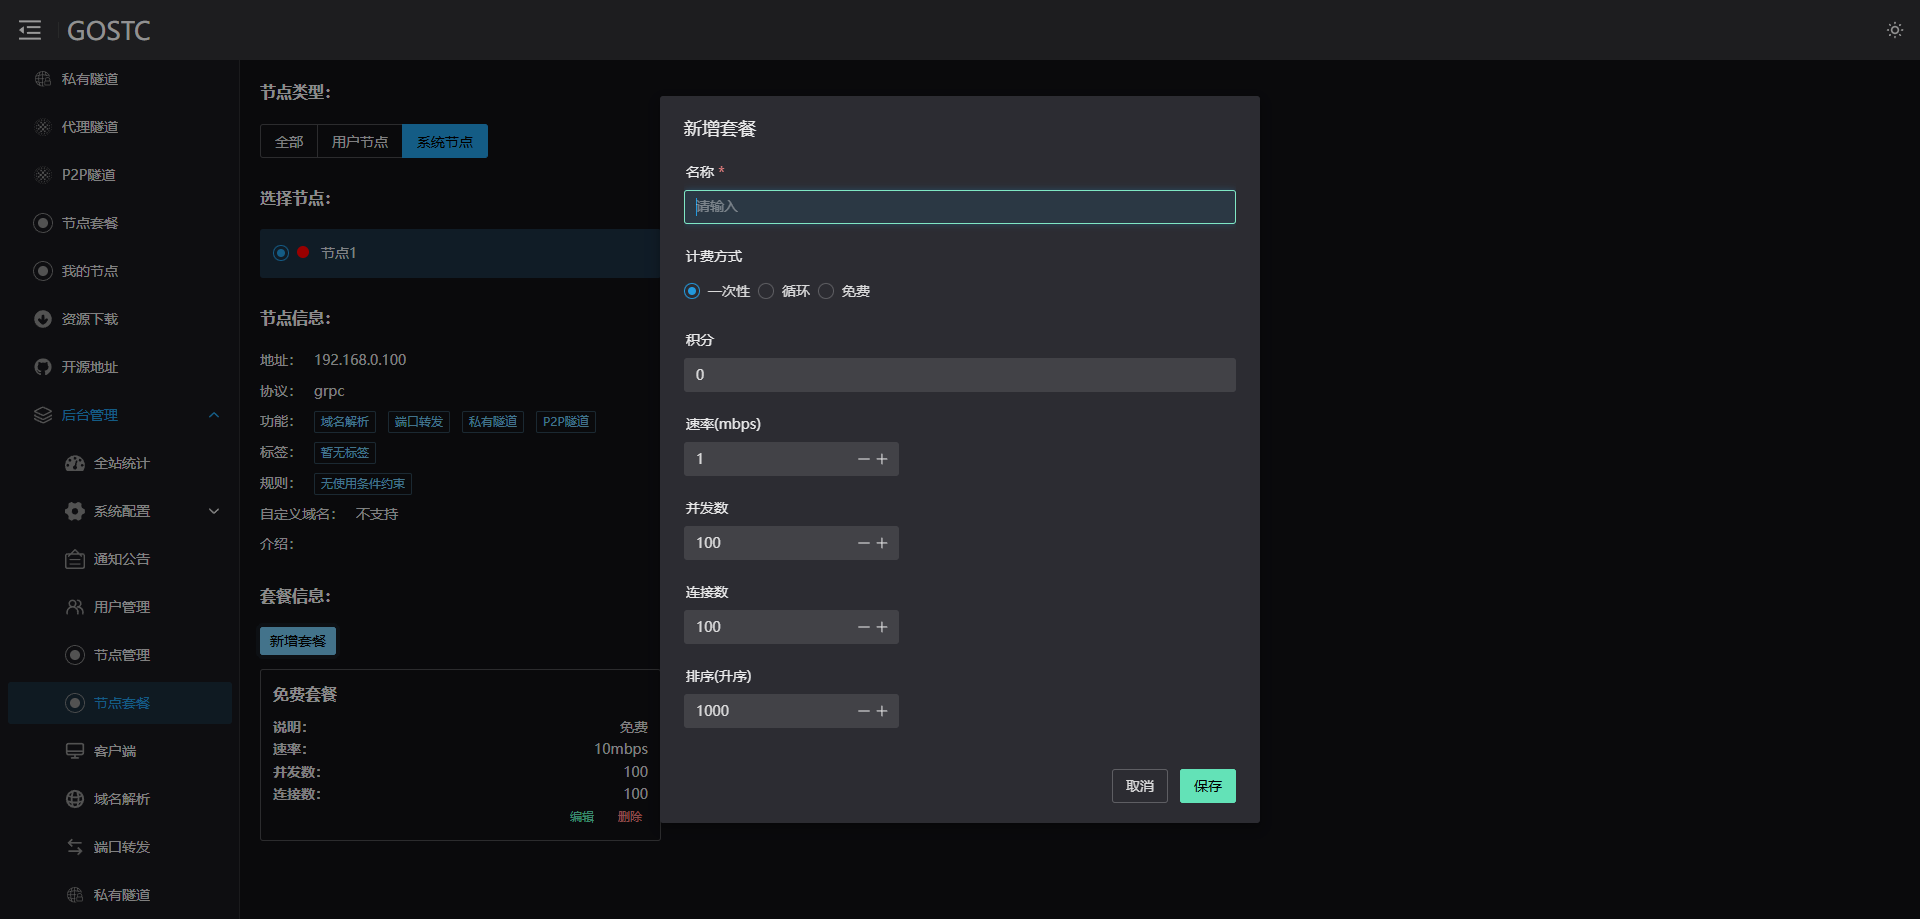 GOSTC
私有隧道
代理隧道
P2P隧道
节点套餐
我的节点
资源下载
开源地址
后台管理
全站统计
系统配置
通知公告
用户管理
节点管理
节点套餐
客户端
域名解析
端口转发
私有隧道
节点类型：
全部 用户节点 系统节点
选择节点：
节点1
节点信息：
地址： 192.168.0.100
协议： grpc
功能： 域名解析 端口转发 私有隧道 P2P隧道
标签： 暂无标签
规则： 无使用条件约束
自定义域名： 不支持
介绍：
套餐信息：
新增套餐
免费套餐
说明： 免费
速率： 10mbps
并发数： 100
连接数： 100
编辑 删除
新增套餐
名称 *
请输入
计费方式
一次性 循环 免费
积分
0
速率(mbps)
1
并发数
100
连接数
100
排序(升序)
1000
取消 保存